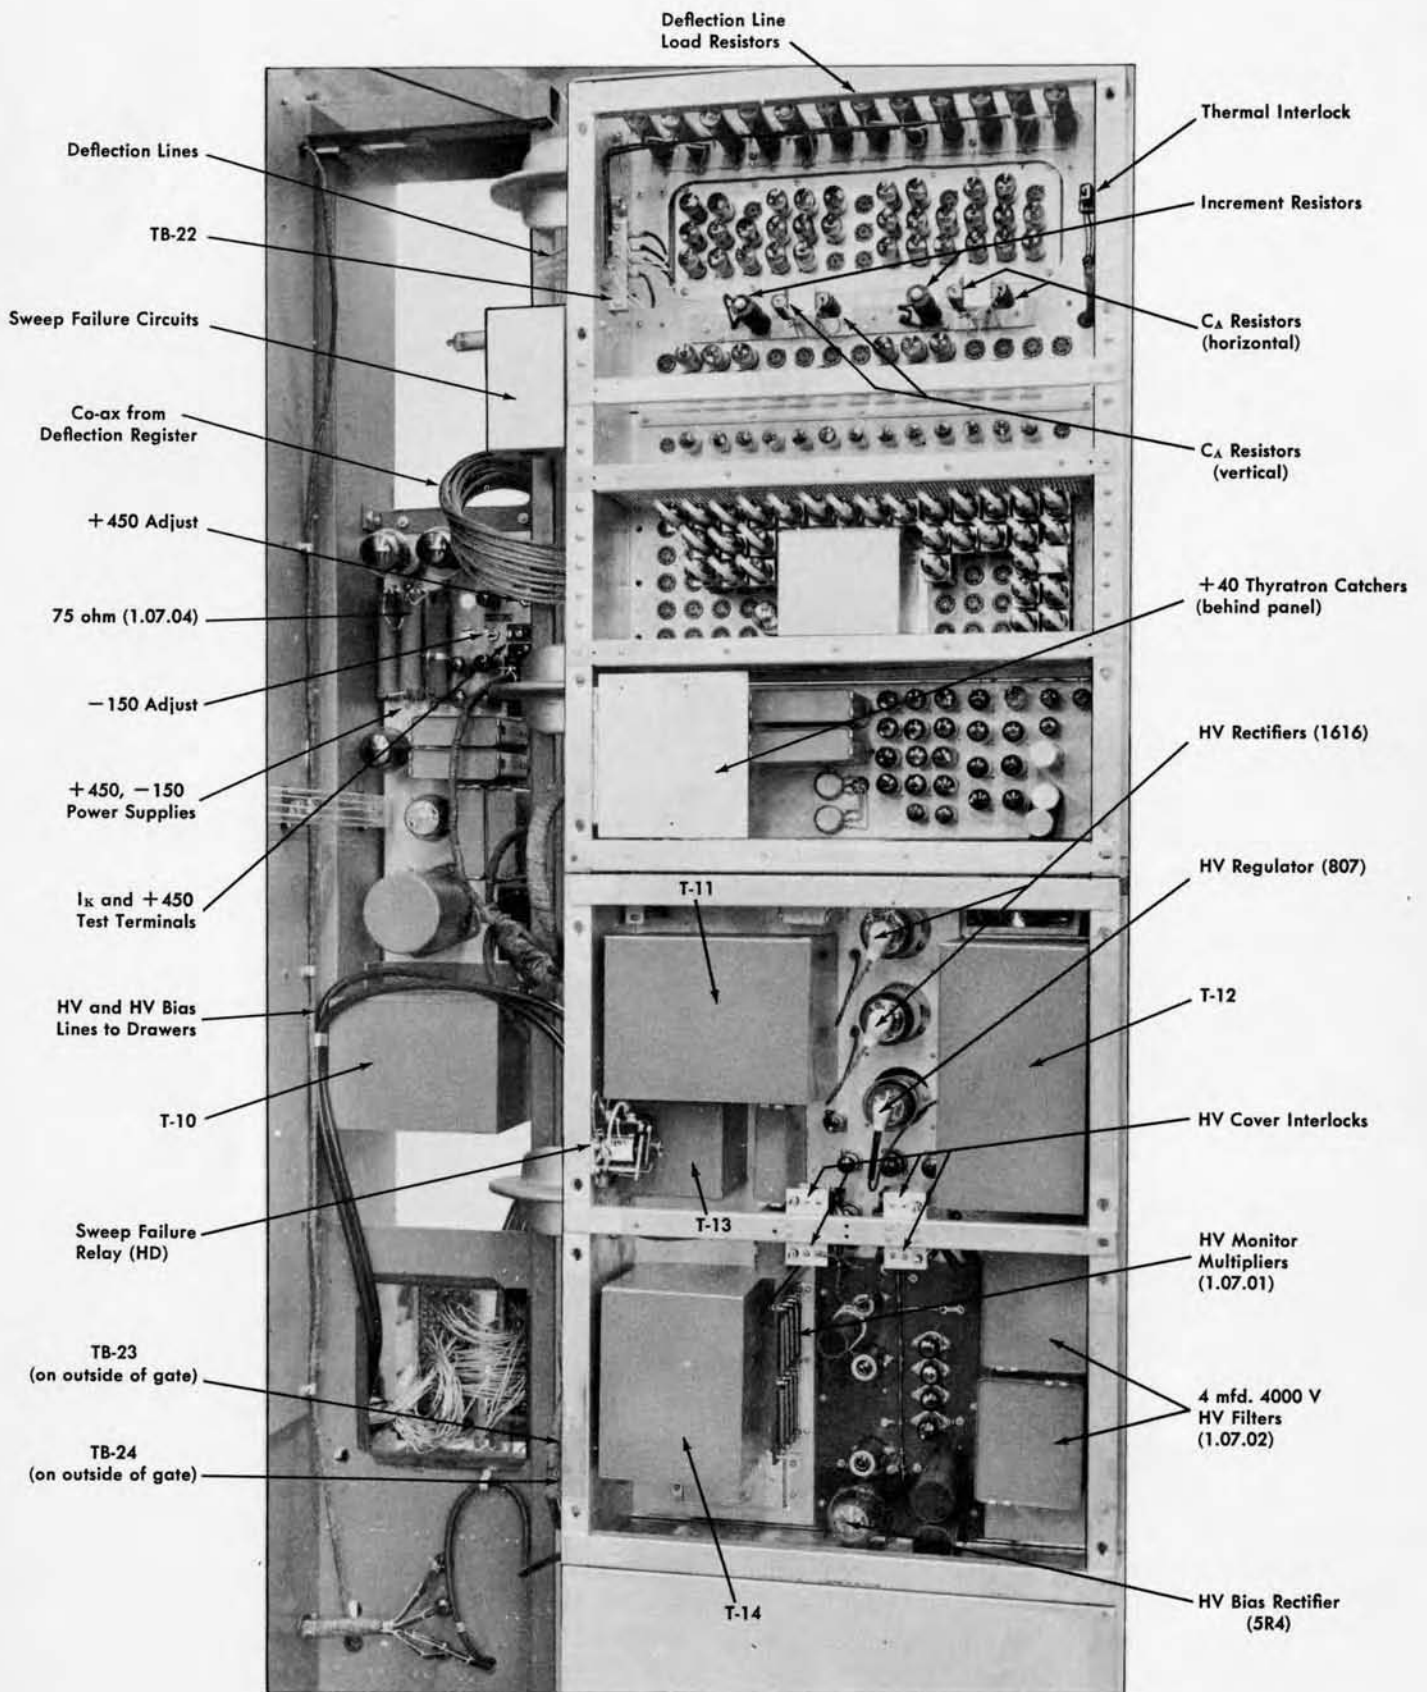 Deflection Line
Load Resistors
Thermal Interlock
Deflection Lines
Increment Resistors
TB-22
Sweep Failure Circuits
CΔ Resistors
(horizontal)
Co-ax from
Deflection Register
CΔ Resistors
(vertical)
+450 Adjust
+40 Thyratron Catchers
(behind panel)
75 ohm (1.07.04)
−150 Adjust
HV Rectifiers (1616)
+450, −150
Power Supplies
HV Regulator (807)
T-11
IK and +450
Test Terminals
T-12
HV and HV Bias
Lines to Drawers
T-10
HV Cover Interlocks
T-13
Sweep Failure
Relay (HD)
HV Monitor
Multipliers
(1.07.01)
TB-23
(on outside of gate)
4 mfd. 4000 V
HV Filters
(1.07.02)
TB-24
(on outside of gate)
T-14
HV Bias Rectifier
(5R4)